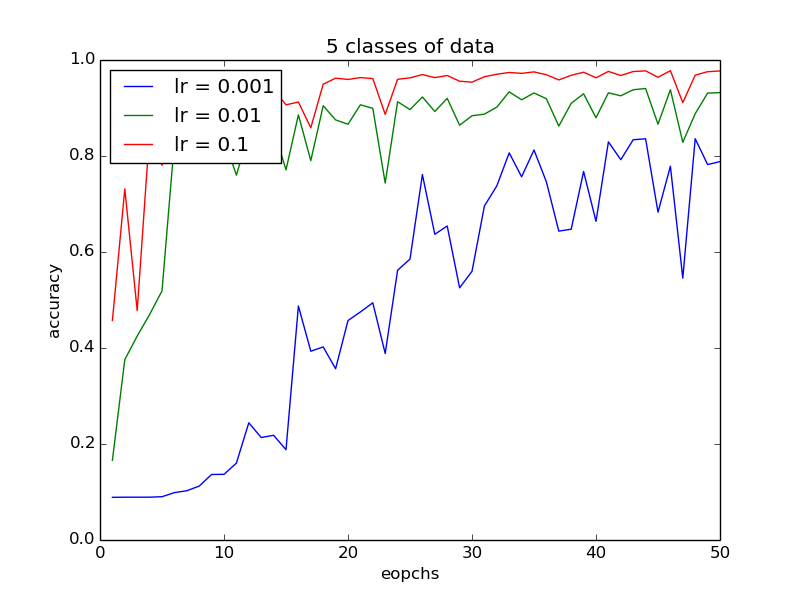 5 classes of data
lr = 0.001
lr = 0.01
lr = 0.1
1.0
0.8
0.6
0.4
0.2
0.0
accuracy
0 10 20 30 40 50
eopchs